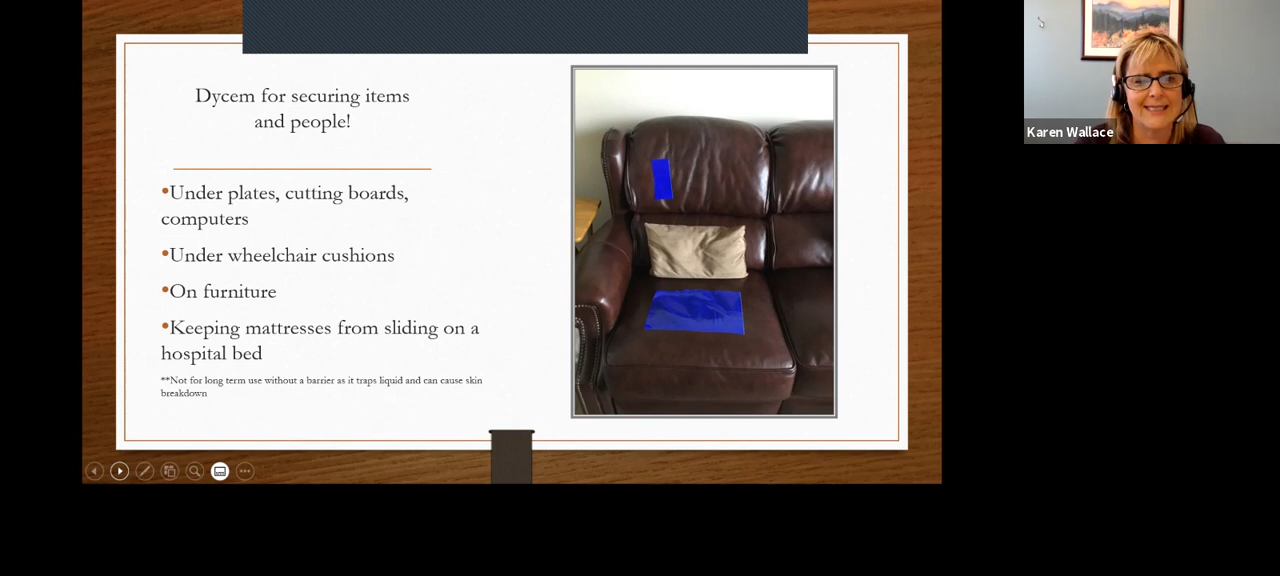 Dycem for securing items
and people!
•Under plates, cutting boards,
computers
•Under wheelchair cushions
•On furniture
•Keeping mattresses from sliding on a
hospital bed
**Not for long term use without a barrier as it traps liquid and can cause skin
breakdown
Karen Wallace